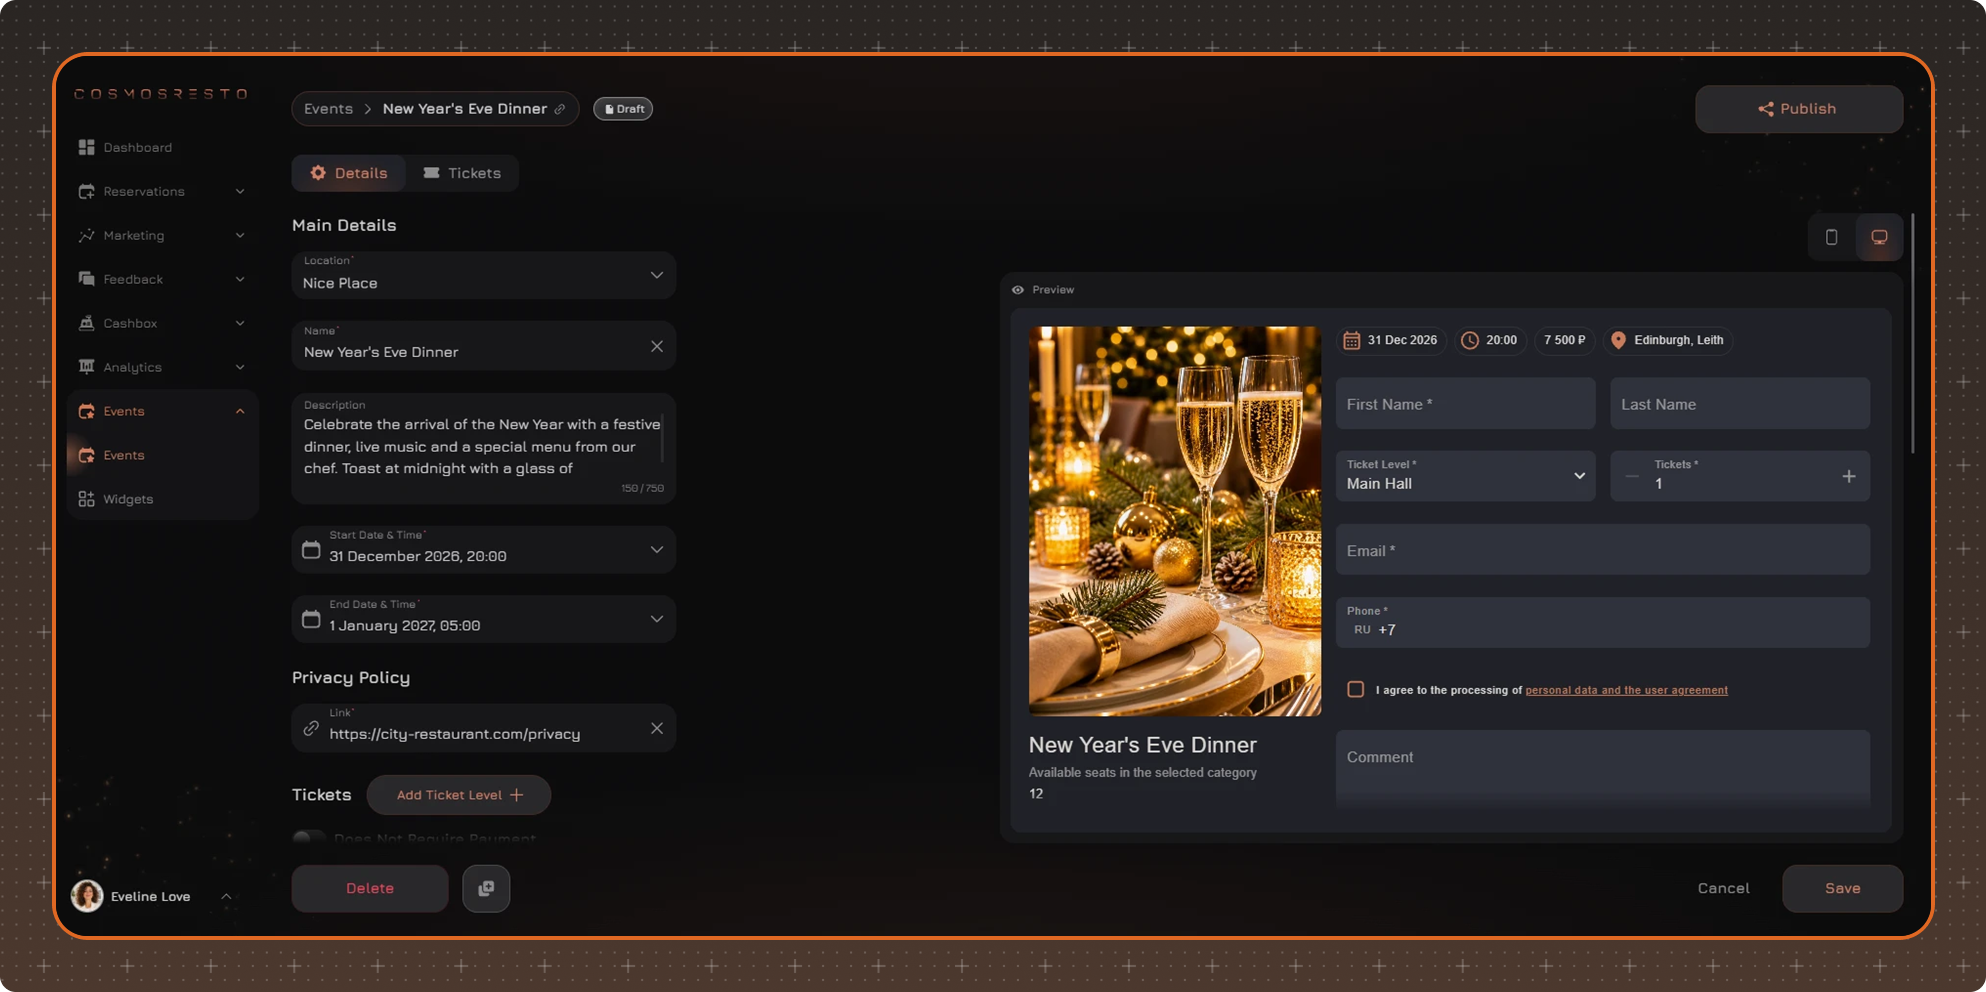 COSMOSRESTO
Dashboard
Reservations
Marketing
Feedback
Cashbox
Analytics
Events
Events
Widgets
Eveline Love
Events > New Year's Eve Dinner
Draft
Publish
Details
Tickets
Main Details
Location*
Nice Place
Name*
New Year's Eve Dinner
Description
Celebrate the arrival of the New Year with a festive
dinner, live music and a special menu from our
chef. Toast at midnight with a glass of
150 / 750
Start Date & Time*
31 December 2026, 20:00
End Date & Time*
1 January 2027, 05:00
Privacy Policy
Link*
https://city-restaurant.com/privacy
Tickets
Add Ticket Level +
Does Not Require Payment
Delete
Preview
31 Dec 2026
20:00
7 500 ₽
Edinburgh, Leith
First Name *
Last Name
Ticket Level *
Main Hall
Tickets *
1
Email *
Phone *
RU +7
I agree to the processing of personal data and the user agreement
Comment
New Year's Eve Dinner
Available seats in the selected category
12
Cancel
Save